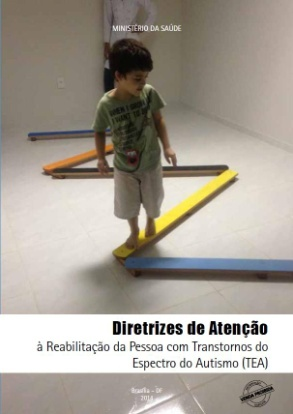 MINISTÉRIO DA SAÚDE
Diretrizes de Atenção
à Reabilitação da Pessoa com Transtornos do
Espectro do Autismo (TEA)
Brasília – DF
2014